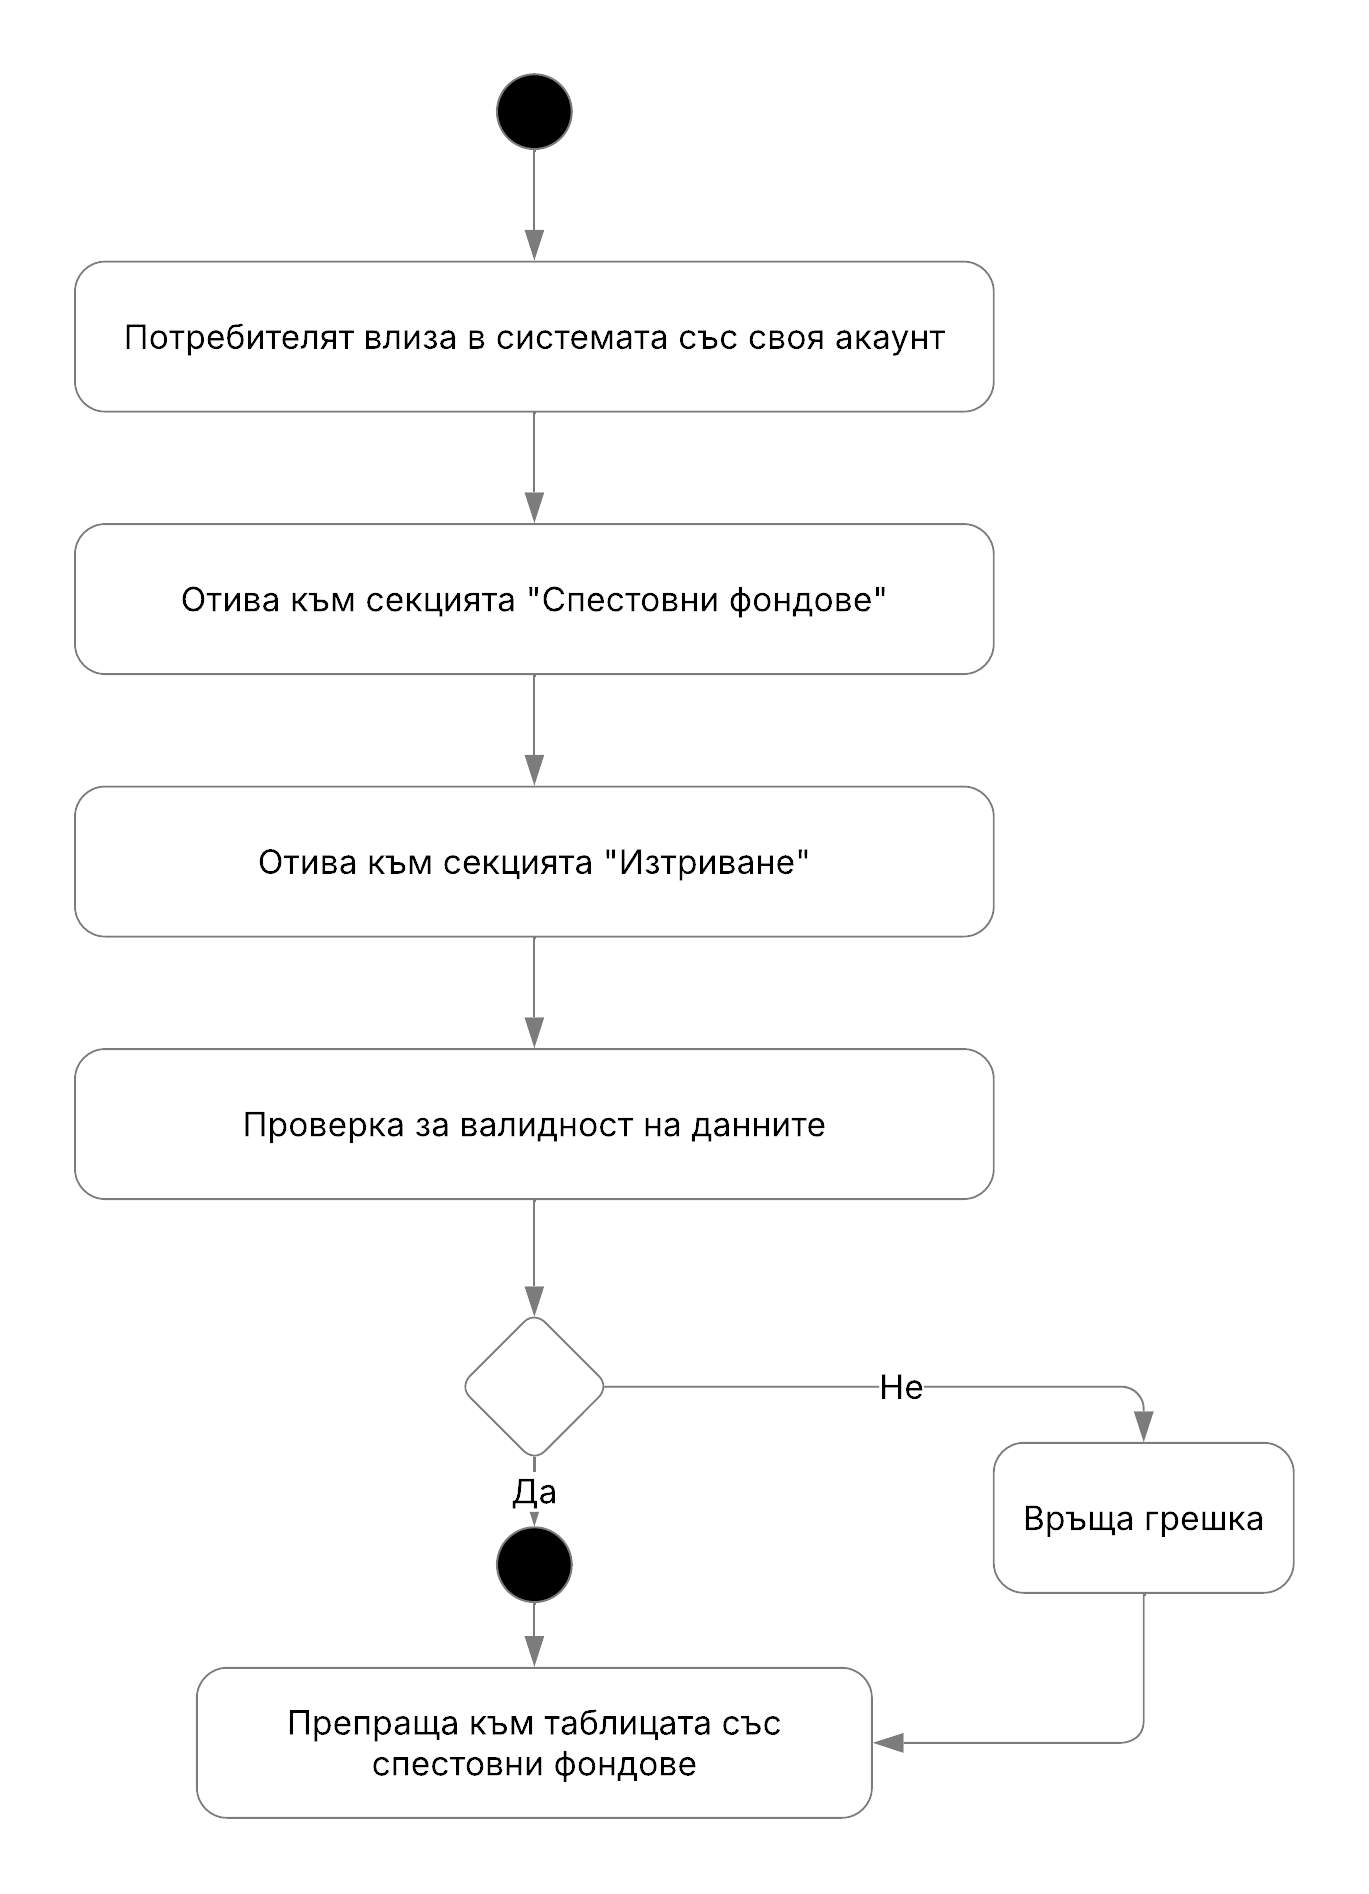 Потребителят влиза в системата със своя акаунт
Отива към секцията "Спестовни фондове"
Отива към секцията "Изтриване"
Проверка за валидност на данните
Не
Да
Връща грешка
Препраща към таблицата със
спестовни фондове